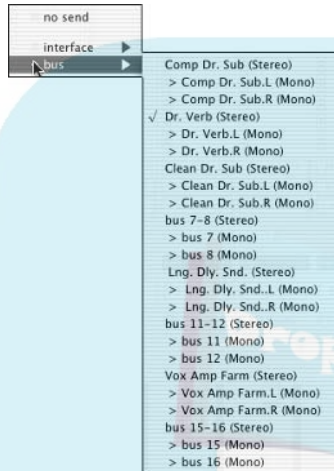 no send
interface
bus
Comp Dr. Sub (Stereo)
> Comp Dr. Sub.L (Mono)
> Comp Dr. Sub.R (Mono)
√ Dr. Verb (Stereo)
> Dr. Verb.L (Mono)
> Dr. Verb.R (Mono)
Clean Dr. Sub (Stereo)
> Clean Dr. Sub.L (Mono)
> Clean Dr. Sub.R (Mono)
bus 7-8 (Stereo)
> bus 7 (Mono)
> bus 8 (Mono)
Lng. Dly. Snd. (Stereo)
> Lng. Dly. Snd..L (Mono)
> Lng. Dly. Snd..R (Mono)
bus 11-12 (Stereo)
> bus 11 (Mono)
> bus 12 (Mono)
Vox Amp Farm (Stereo)
> Vox Amp Farm.L (Mono)
> Vox Amp Farm.R (Mono)
bus 15-16 (Stereo)
> bus 15 (Mono)
> bus 16 (Mono)